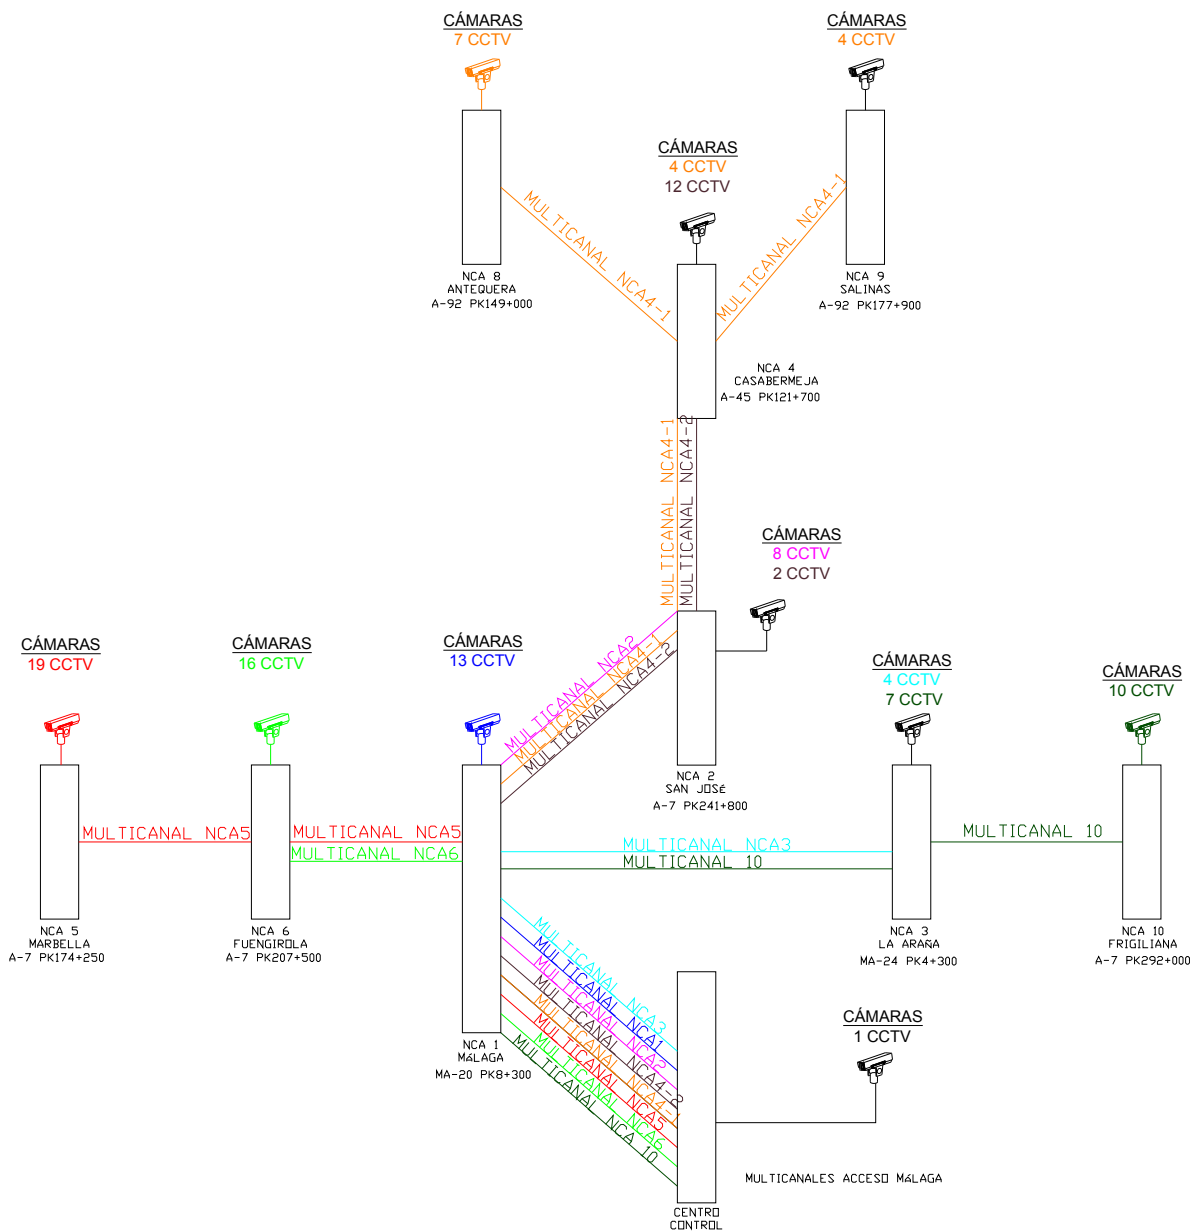 CÁMARAS
7 CCTV
CÁMARAS
4 CCTV
CÁMARAS
4 CCTV
12 CCTV
MULTICANAL NCA4-1
MULTICANAL NCA4-1
NCA 8
ANTEQUERA
A-92 PK149+000
NCA 9
SALINAS
A-92 PK177+900
NCA 4
CASABERMEJA
A-45 PK121+700
MULTICANAL NCA4-1
MULTICANAL NCA4-2
CÁMARAS
8 CCTV
2 CCTV
MULTICANAL NCA2
MULTICANAL NCA4-1
MULTICANAL NCA4-2
CÁMARAS
19 CCTV
CÁMARAS
16 CCTV
CÁMARAS
13 CCTV
CÁMARAS
4 CCTV
7 CCTV
CÁMARAS
10 CCTV
NCA 2
SAN JOSé
A-7 PK241+800
MULTICANAL NCA5
MULTICANAL NCA5
MULTICANAL NCA6
MULTICANAL NCA3
MULTICANAL 10
MULTICANAL 10
NCA 5
MARBELLA
A-7 PK174+250
NCA 6
FUENGIROLA
A-7 PK207+500
NCA 3
LA ARAñA
MA-24 PK4+300
NCA 10
FRIGILIANA
A-7 PK292+000
MULTICANAL NCA3
MULTICANAL NCA1
MULTICANAL NCA2
MULTICANAL NCA4-2
MULTICANAL NCA4-1
MULTICANAL NCA5
MULTICANAL NCA6
MULTICANAL NCA 10
NCA 1
MáLAGA
MA-20 PK8+300
CÁMARAS
1 CCTV
MULTICANALES ACCESO MáLAGA
CENTRO
CONTROL